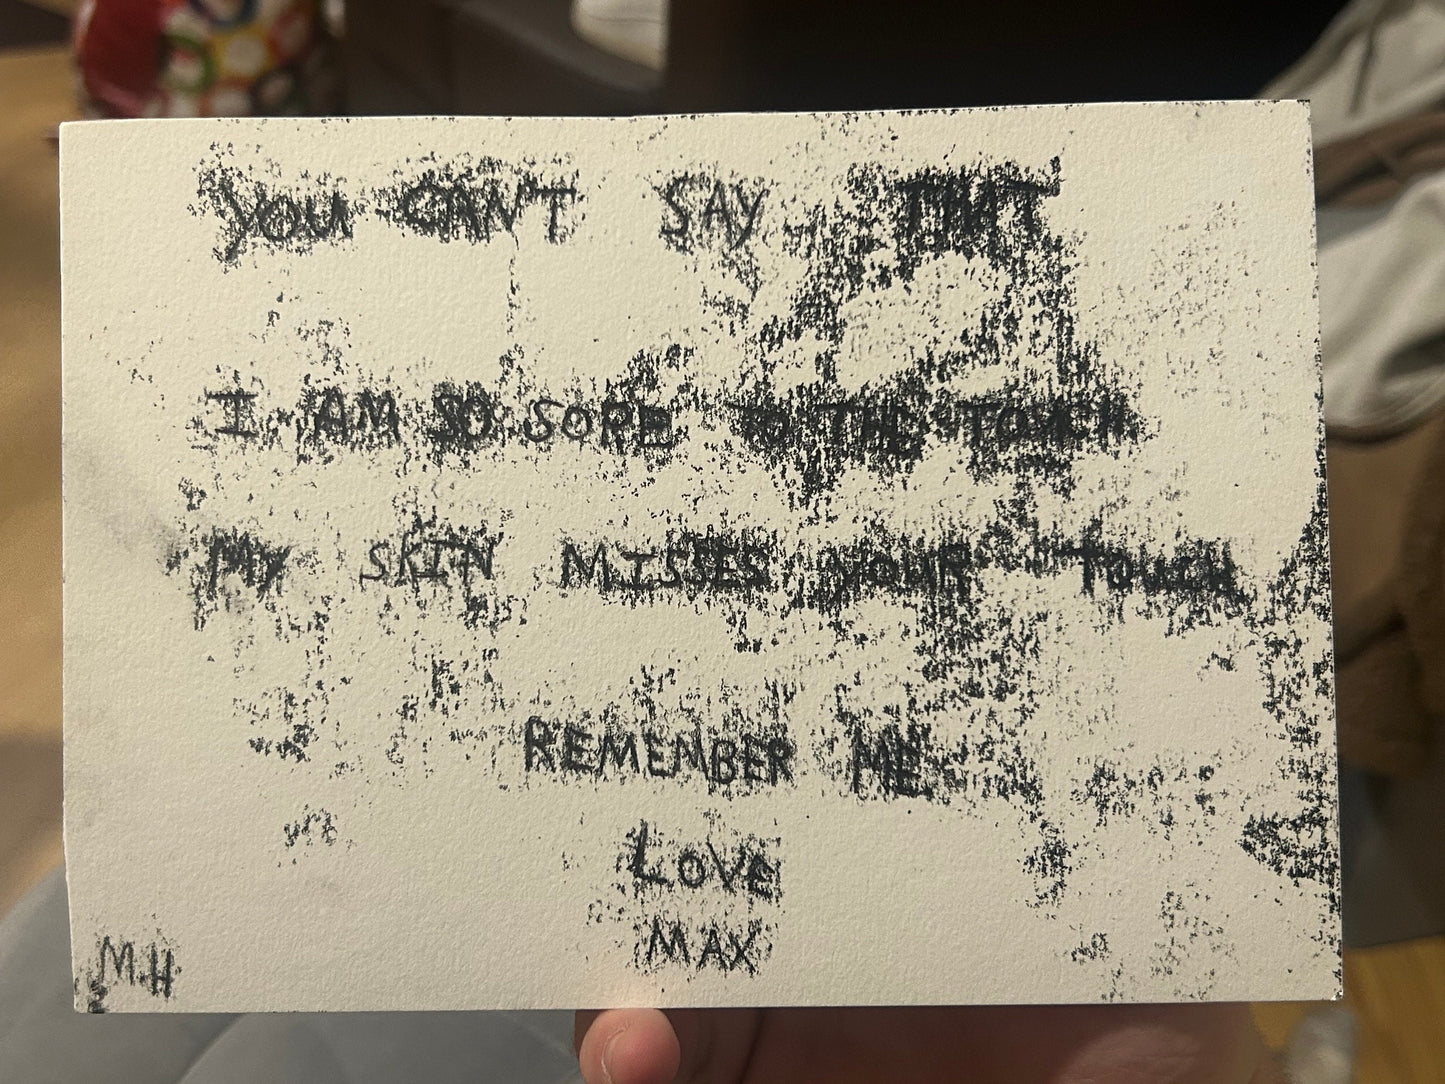 YOU CAN'T SAY THAT
I AM SO SORE TO THE TOUCH
MY SKIN MISSES YOUR TOUCH
REMEMBER ME
LOVE
MAX
M.H